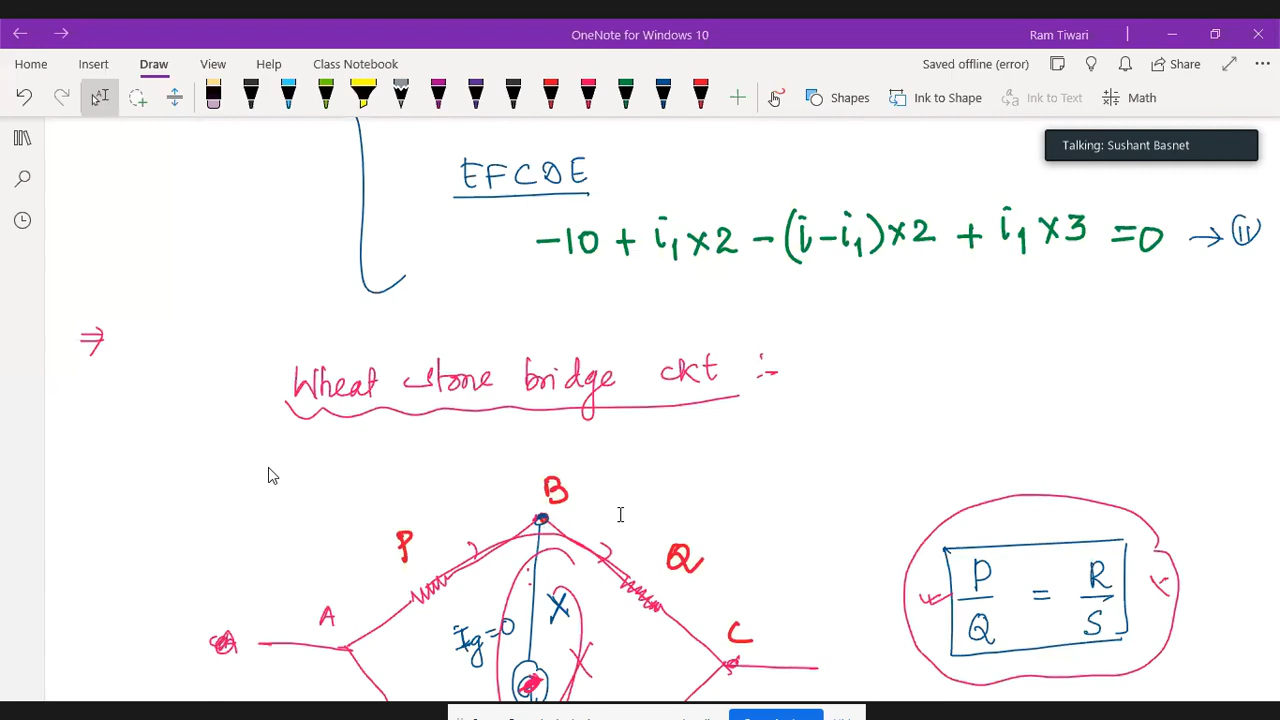 OneNote for Windows 10
Ram Tiwari
Home Insert Draw View Help Class Notebook
Saved offline (error) Share
Shapes Ink to Shape Ink to Text Math
Talking: Sushant Basnet
EFCDE
-10 + i₁×2 -(i-i₁)×2 + i₁×3 =0 → (ii)
⇒
Wheat stone bridge ckt :-
B
P
Q
A
C
Ig=0
X
X
P/Q = R/S